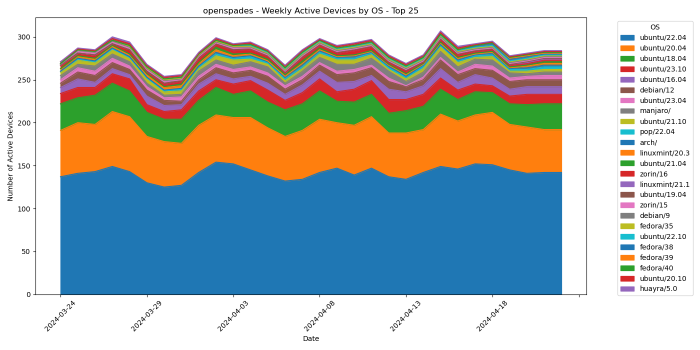 openspades - Weekly Active Devices by OS - Top 25
OS
ubuntu/22.04
ubuntu/20.04
ubuntu/18.04
ubuntu/23.10
ubuntu/16.04
debian/12
ubuntu/23.04
manjaro/
ubuntu/21.10
pop/22.04
arch/
linuxmint/20.3
ubuntu/21.04
zorin/16
linuxmint/21.1
ubuntu/19.04
zorin/15
debian/9
fedora/35
ubuntu/22.10
fedora/38
fedora/39
fedora/40
ubuntu/20.10
huayra/5.0
Number of Active Devices
300
250
200
150
100
50
0
2024-03-24
2024-03-29
2024-04-03
2024-04-08
2024-04-13
2024-04-18
Date